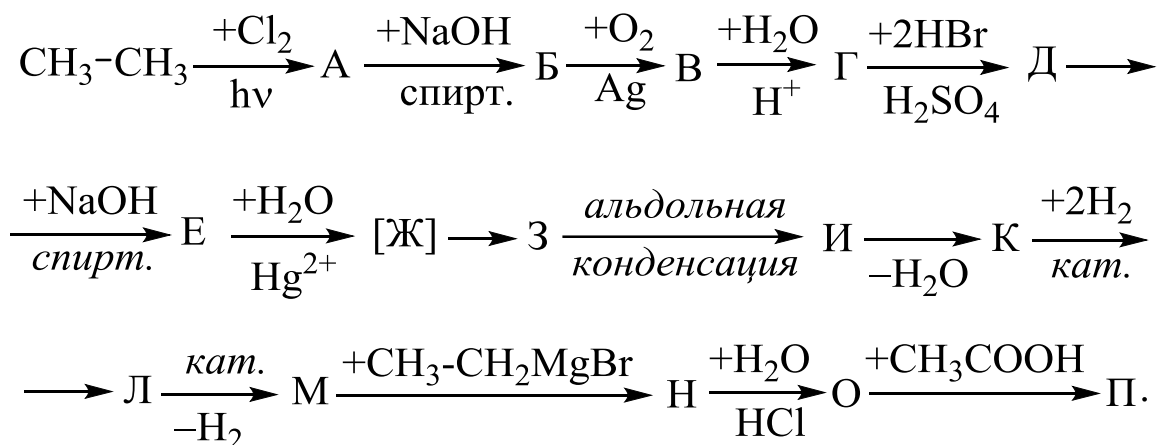 CH₃-CH₃ +Cl₂ hν А +NaOH спирт. Б +O₂ Ag В +H₂O H⁺ Г +2HBr H₂SO₄ Д
+NaOH спирт. Е +H₂O Hg²⁺ [Ж] З альдольная конденсация И −H₂O К +2H₂ кат.
Л кат. −H₂ М +CH₃-CH₂MgBr Н +H₂O HCl О +CH₃COOH П.